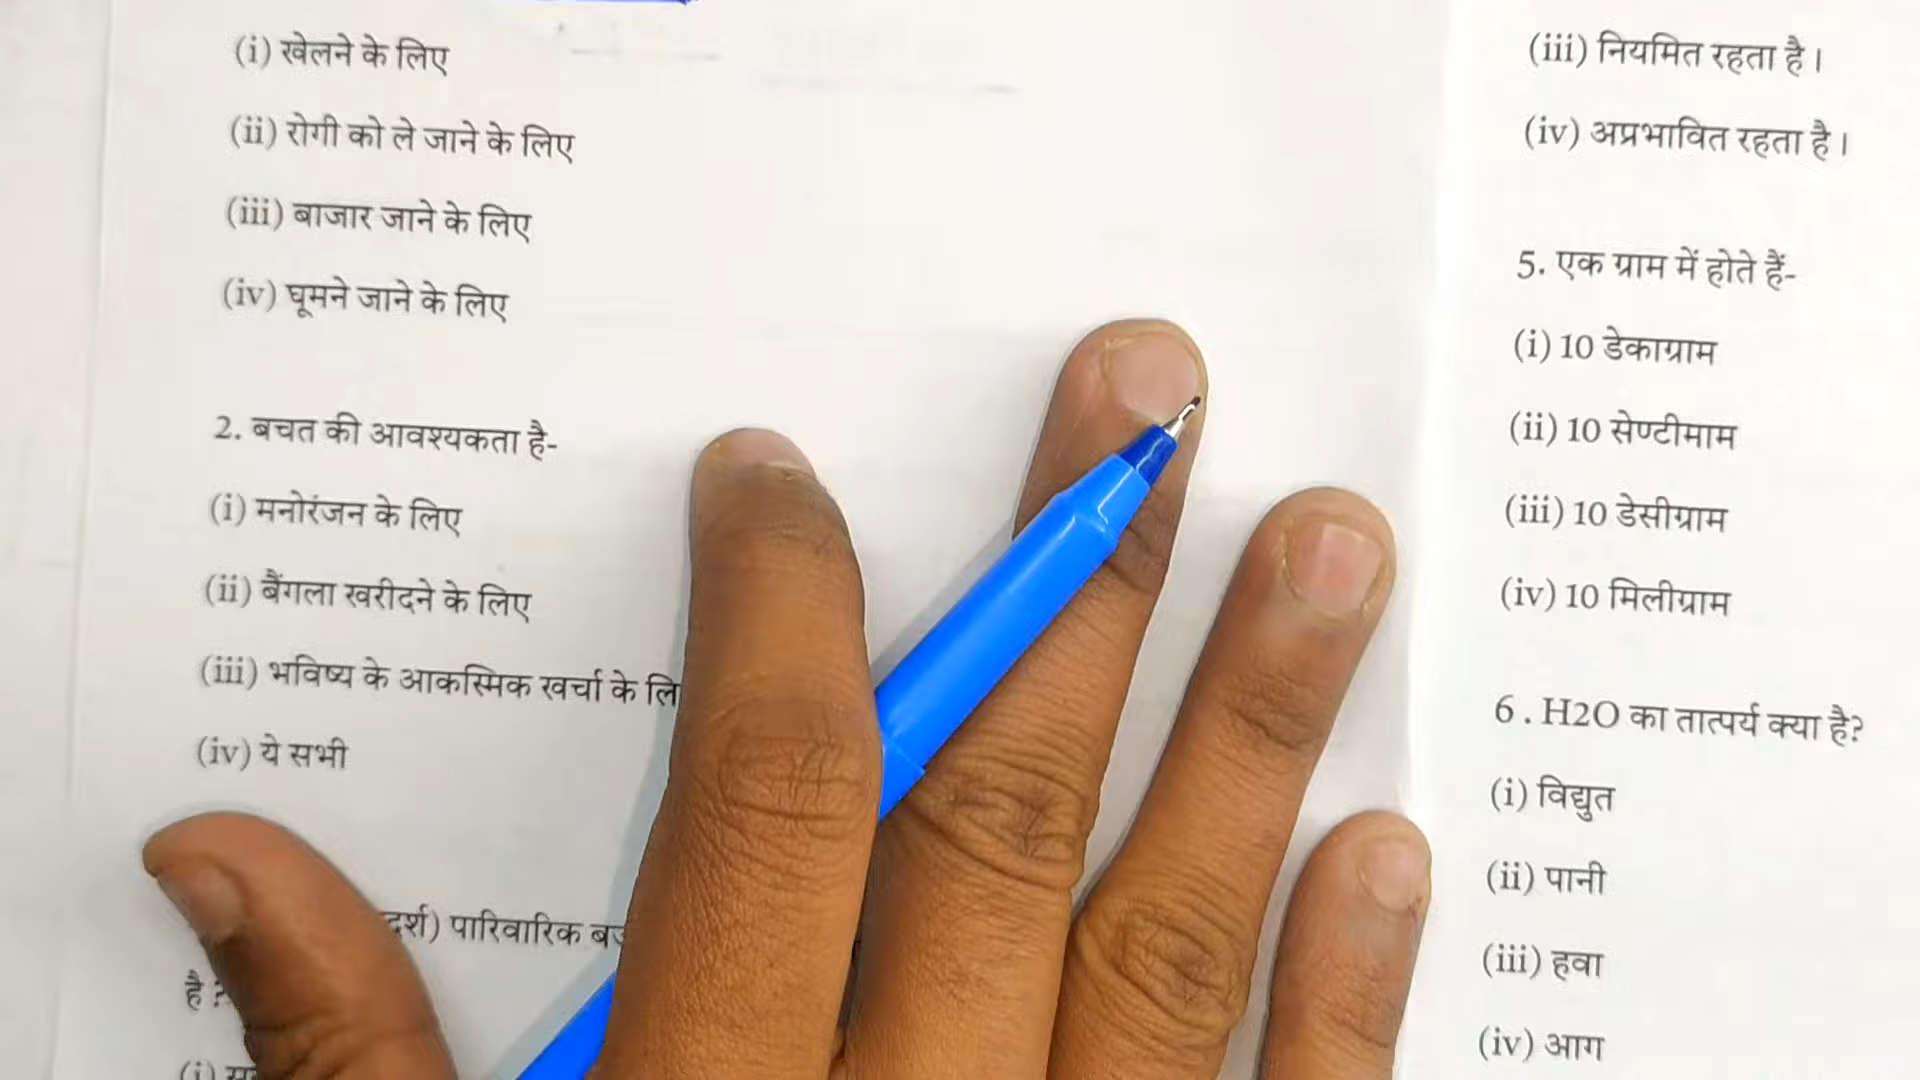 (i) खेलने के लिए
(ii) रोगी को ले जाने के लिए
(iii) बाजार जाने के लिए
(iv) घूमने जाने के लिए
2. बचत की आवश्यकता है-
(i) मनोरंजन के लिए
(ii) बैंगला खरीदने के लिए
(iii) भविष्य के आकस्मिक खर्चा के
(iv) ये सभी
पारिवारिक
है ?
(iii) नियमित रहता है।
(iv) अप्रभावित रहता है।
5. एक ग्राम में होते हैं-
(i) 10 डेकाग्राम
(ii) 10 सेण्टीमाम
(iii) 10 डेसीग्राम
(iv) 10 मिलीग्राम
6 . H2O का तात्पर्य क्या है?
(i) विद्युत
(ii) पानी
(iii) हवा
(iv) आग